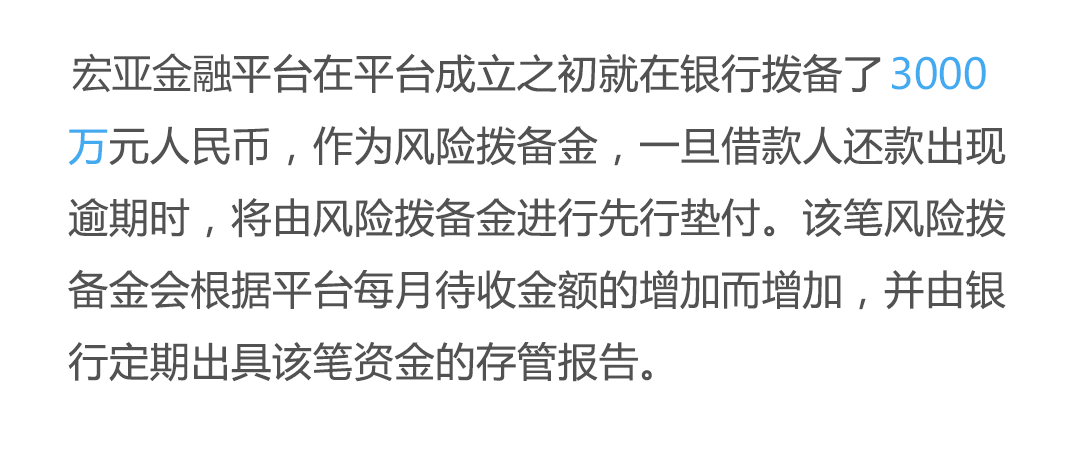 宏亚金融平台在平台成立之初就在银行拨备了3000
万元人民币，作为风险拨备金，一旦借款人还款出现
逾期时，将由风险拨备金进行先行垫付。该笔风险拨
备金会根据平台每月待收金额的增加而增加，并由银
行定期出具该笔资金的存管报告。